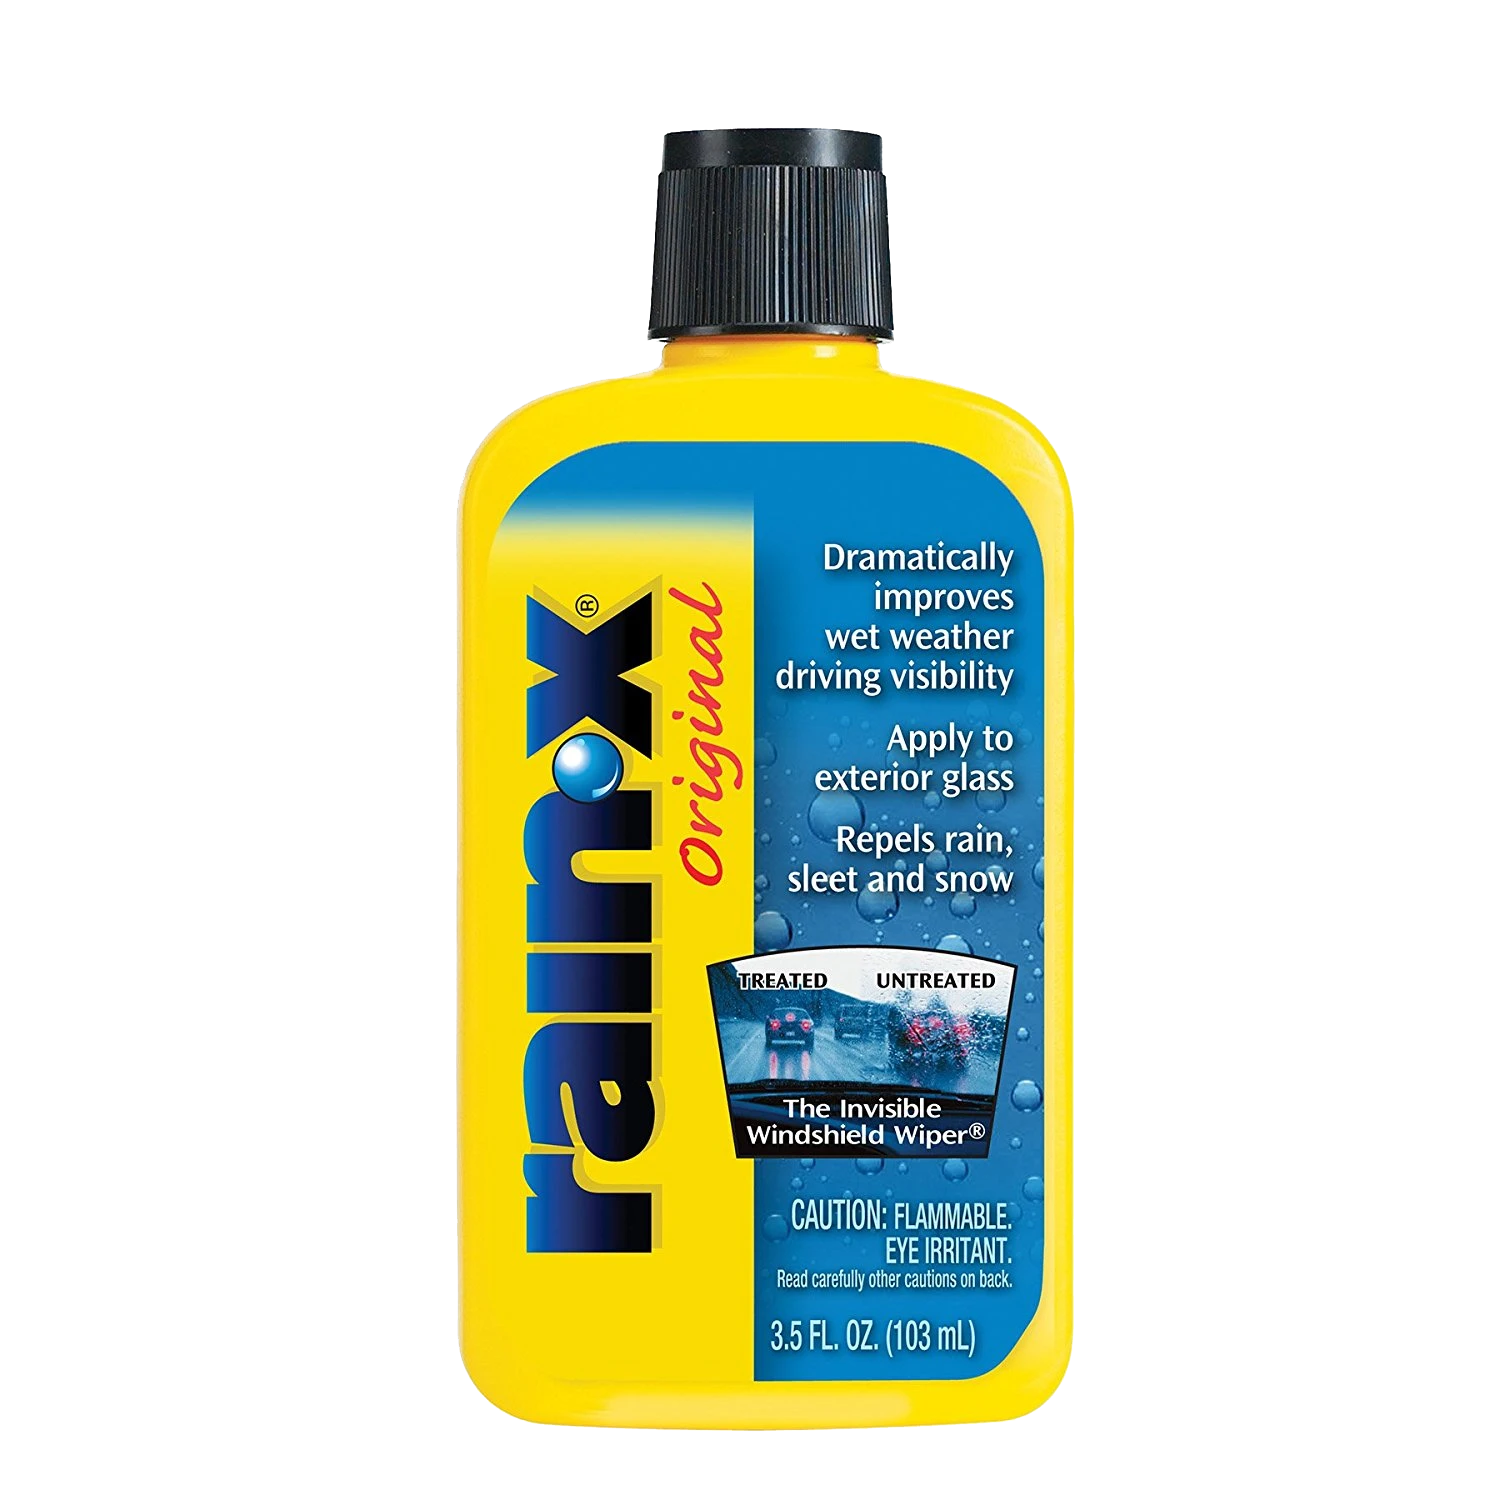 rain x®
Original
Dramatically
improves
wet weather
driving visibility
Apply to
exterior glass
Repels rain,
sleet and snow
TREATED UNTREATED
The Invisible
Windshield Wiper®
CAUTION: FLAMMABLE.
EYE IRRITANT.
Read carefully other cautions on back.
3.5 FL. OZ. (103 mL)